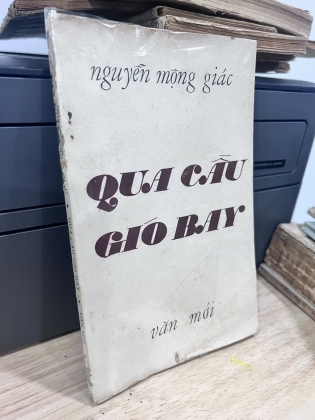 nguyễn mộng giác
QUA CẦU
GIÓ BAY
văn mới